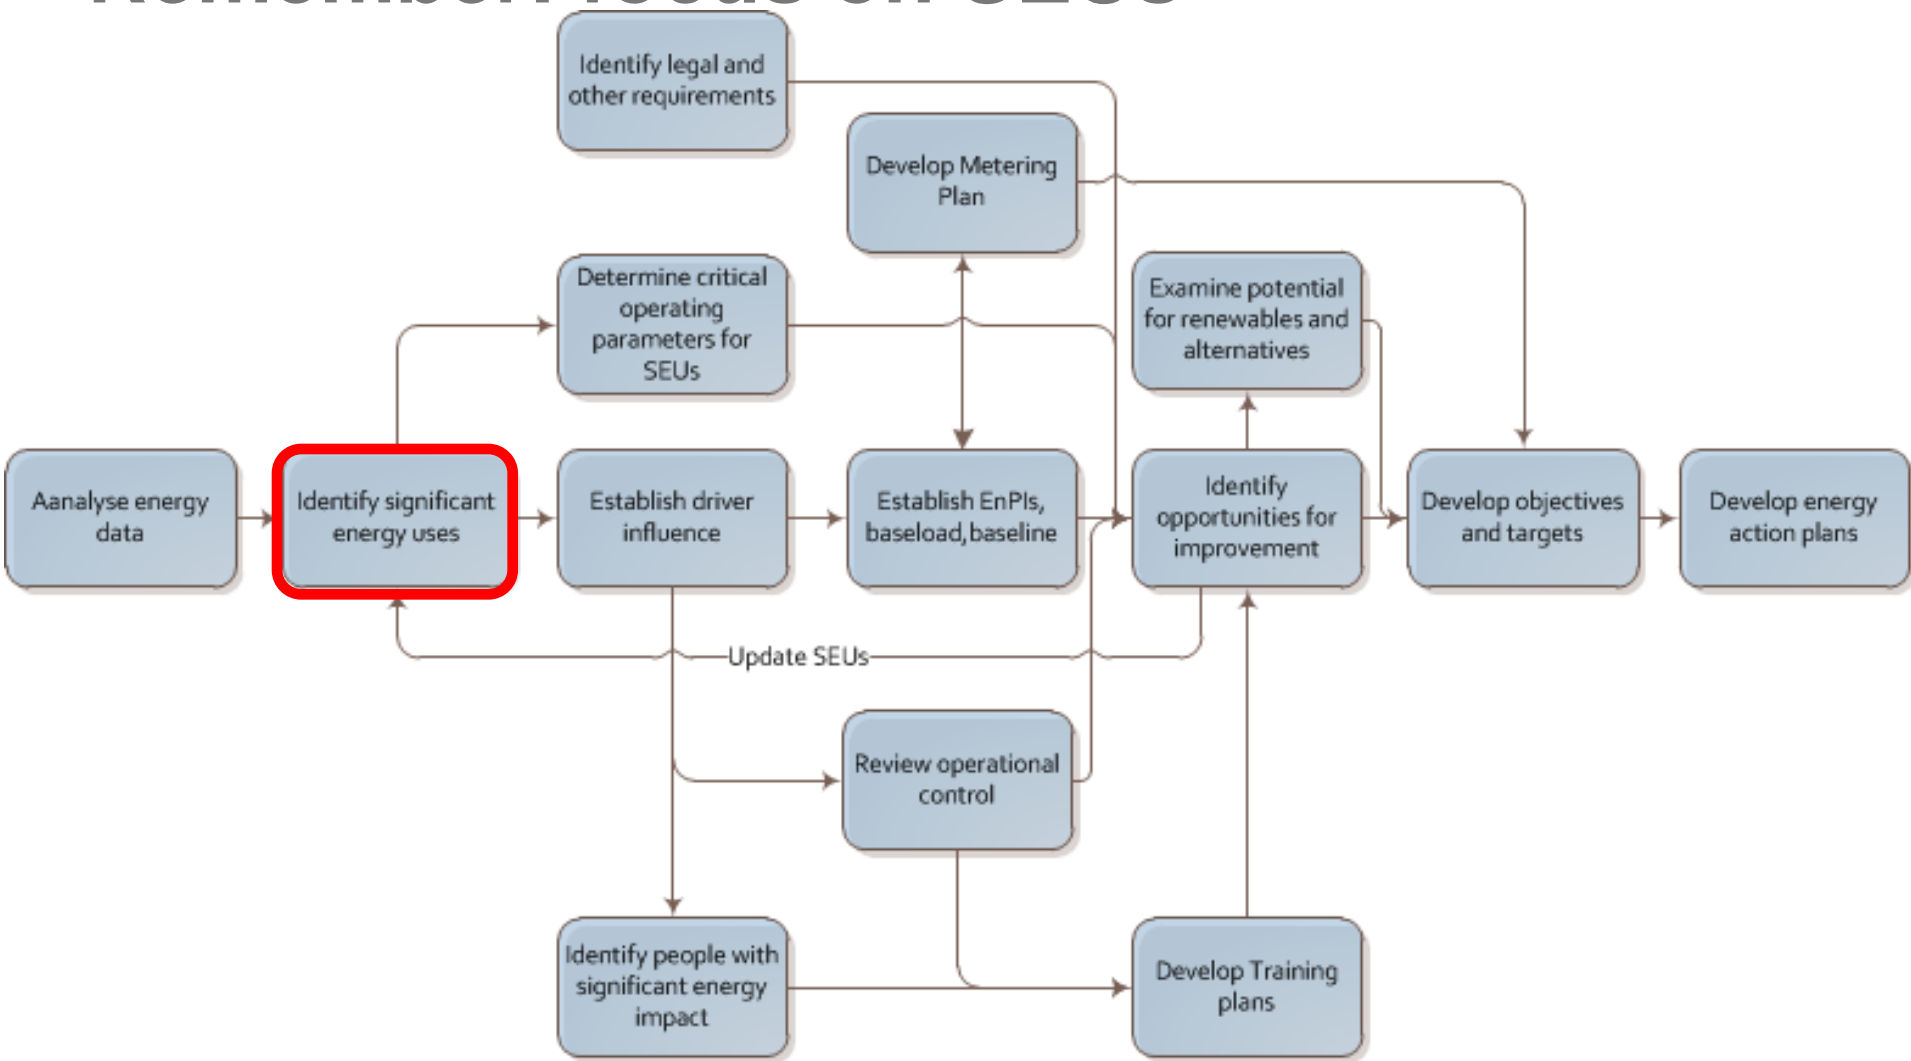 Identify legal and
other requirements
Develop Metering
Plan
Determine critical
operating
parameters for
SEUs
Examine potential
for renewables and
alternatives
Aanalyse energy
data
Identify significant
energy uses
Establish driver
influence
Establish EnPIs,
baseload, baseline
Identify
opportunities for
improvement
Develop objectives
and targets
Develop energy
action plans
Update SEUs
Review operational
control
Identify people with
significant energy
impact
Develop Training
plans